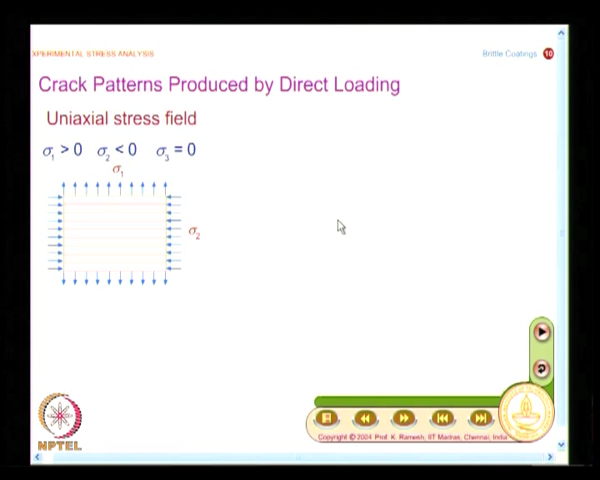 XPERIMENTAL STRESS ANALYSIS
Brittle Coatings 10
Crack Patterns Produced by Direct Loading
Uniaxial stress field
σ₁ > 0 σ₂ < 0 σ₃ = 0
σ₁
σ₂
Copyright © 2004 Prof. K. Ramesh, IIT Madras, Chennai, India
NPTEL